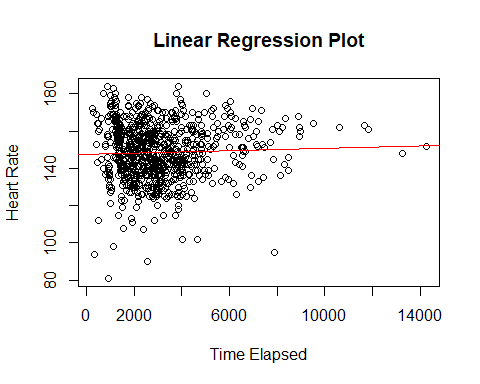 Linear Regression Plot
Heart Rate
180
140
100
80
0 2000 6000 10000 14000
Time Elapsed